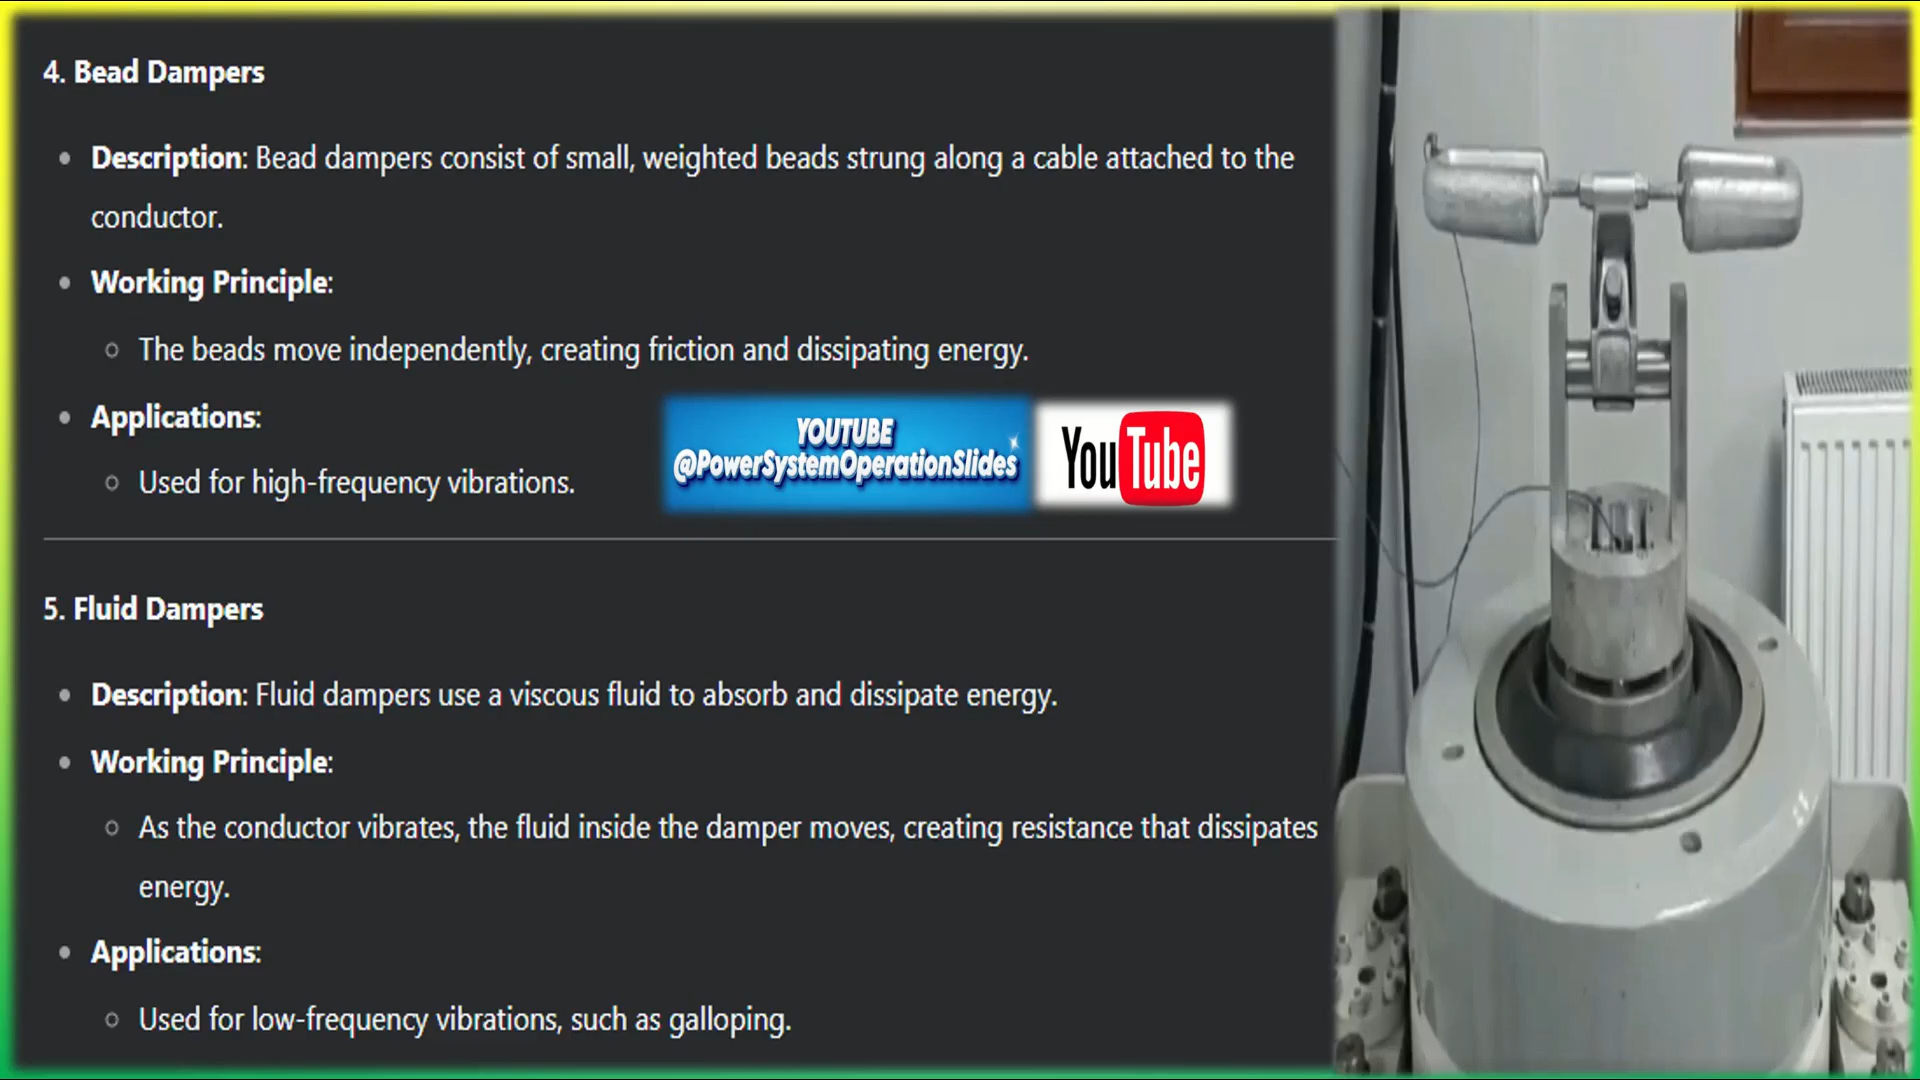 4. Bead Dampers
Description: Bead dampers consist of small, weighted beads strung along a cable attached to the
conductor.
Working Principle:
The beads move independently, creating friction and dissipating energy.
Applications:
Used for high-frequency vibrations.
YOUTUBE
@PowerSystemOperationSlides
YouTube
5. Fluid Dampers
Description: Fluid dampers use a viscous fluid to absorb and dissipate energy.
Working Principle:
As the conductor vibrates, the fluid inside the damper moves, creating resistance that dissipates
energy.
Applications:
Used for low-frequency vibrations, such as galloping.